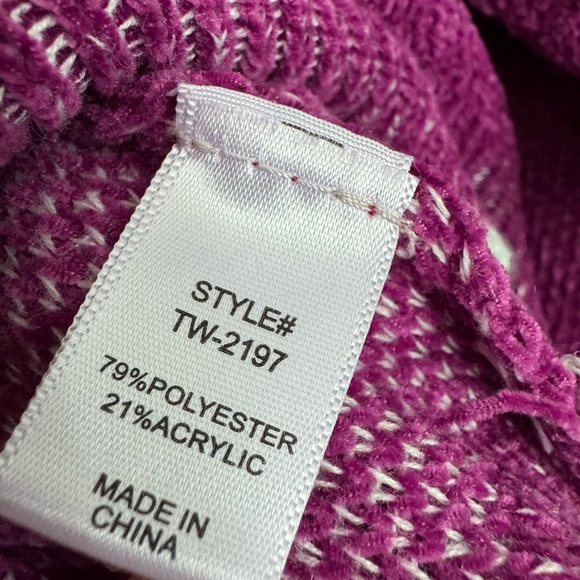 STYLE#
TW-2197
79%POLYESTER
21%ACRYLIC
MADE IN
CHINA